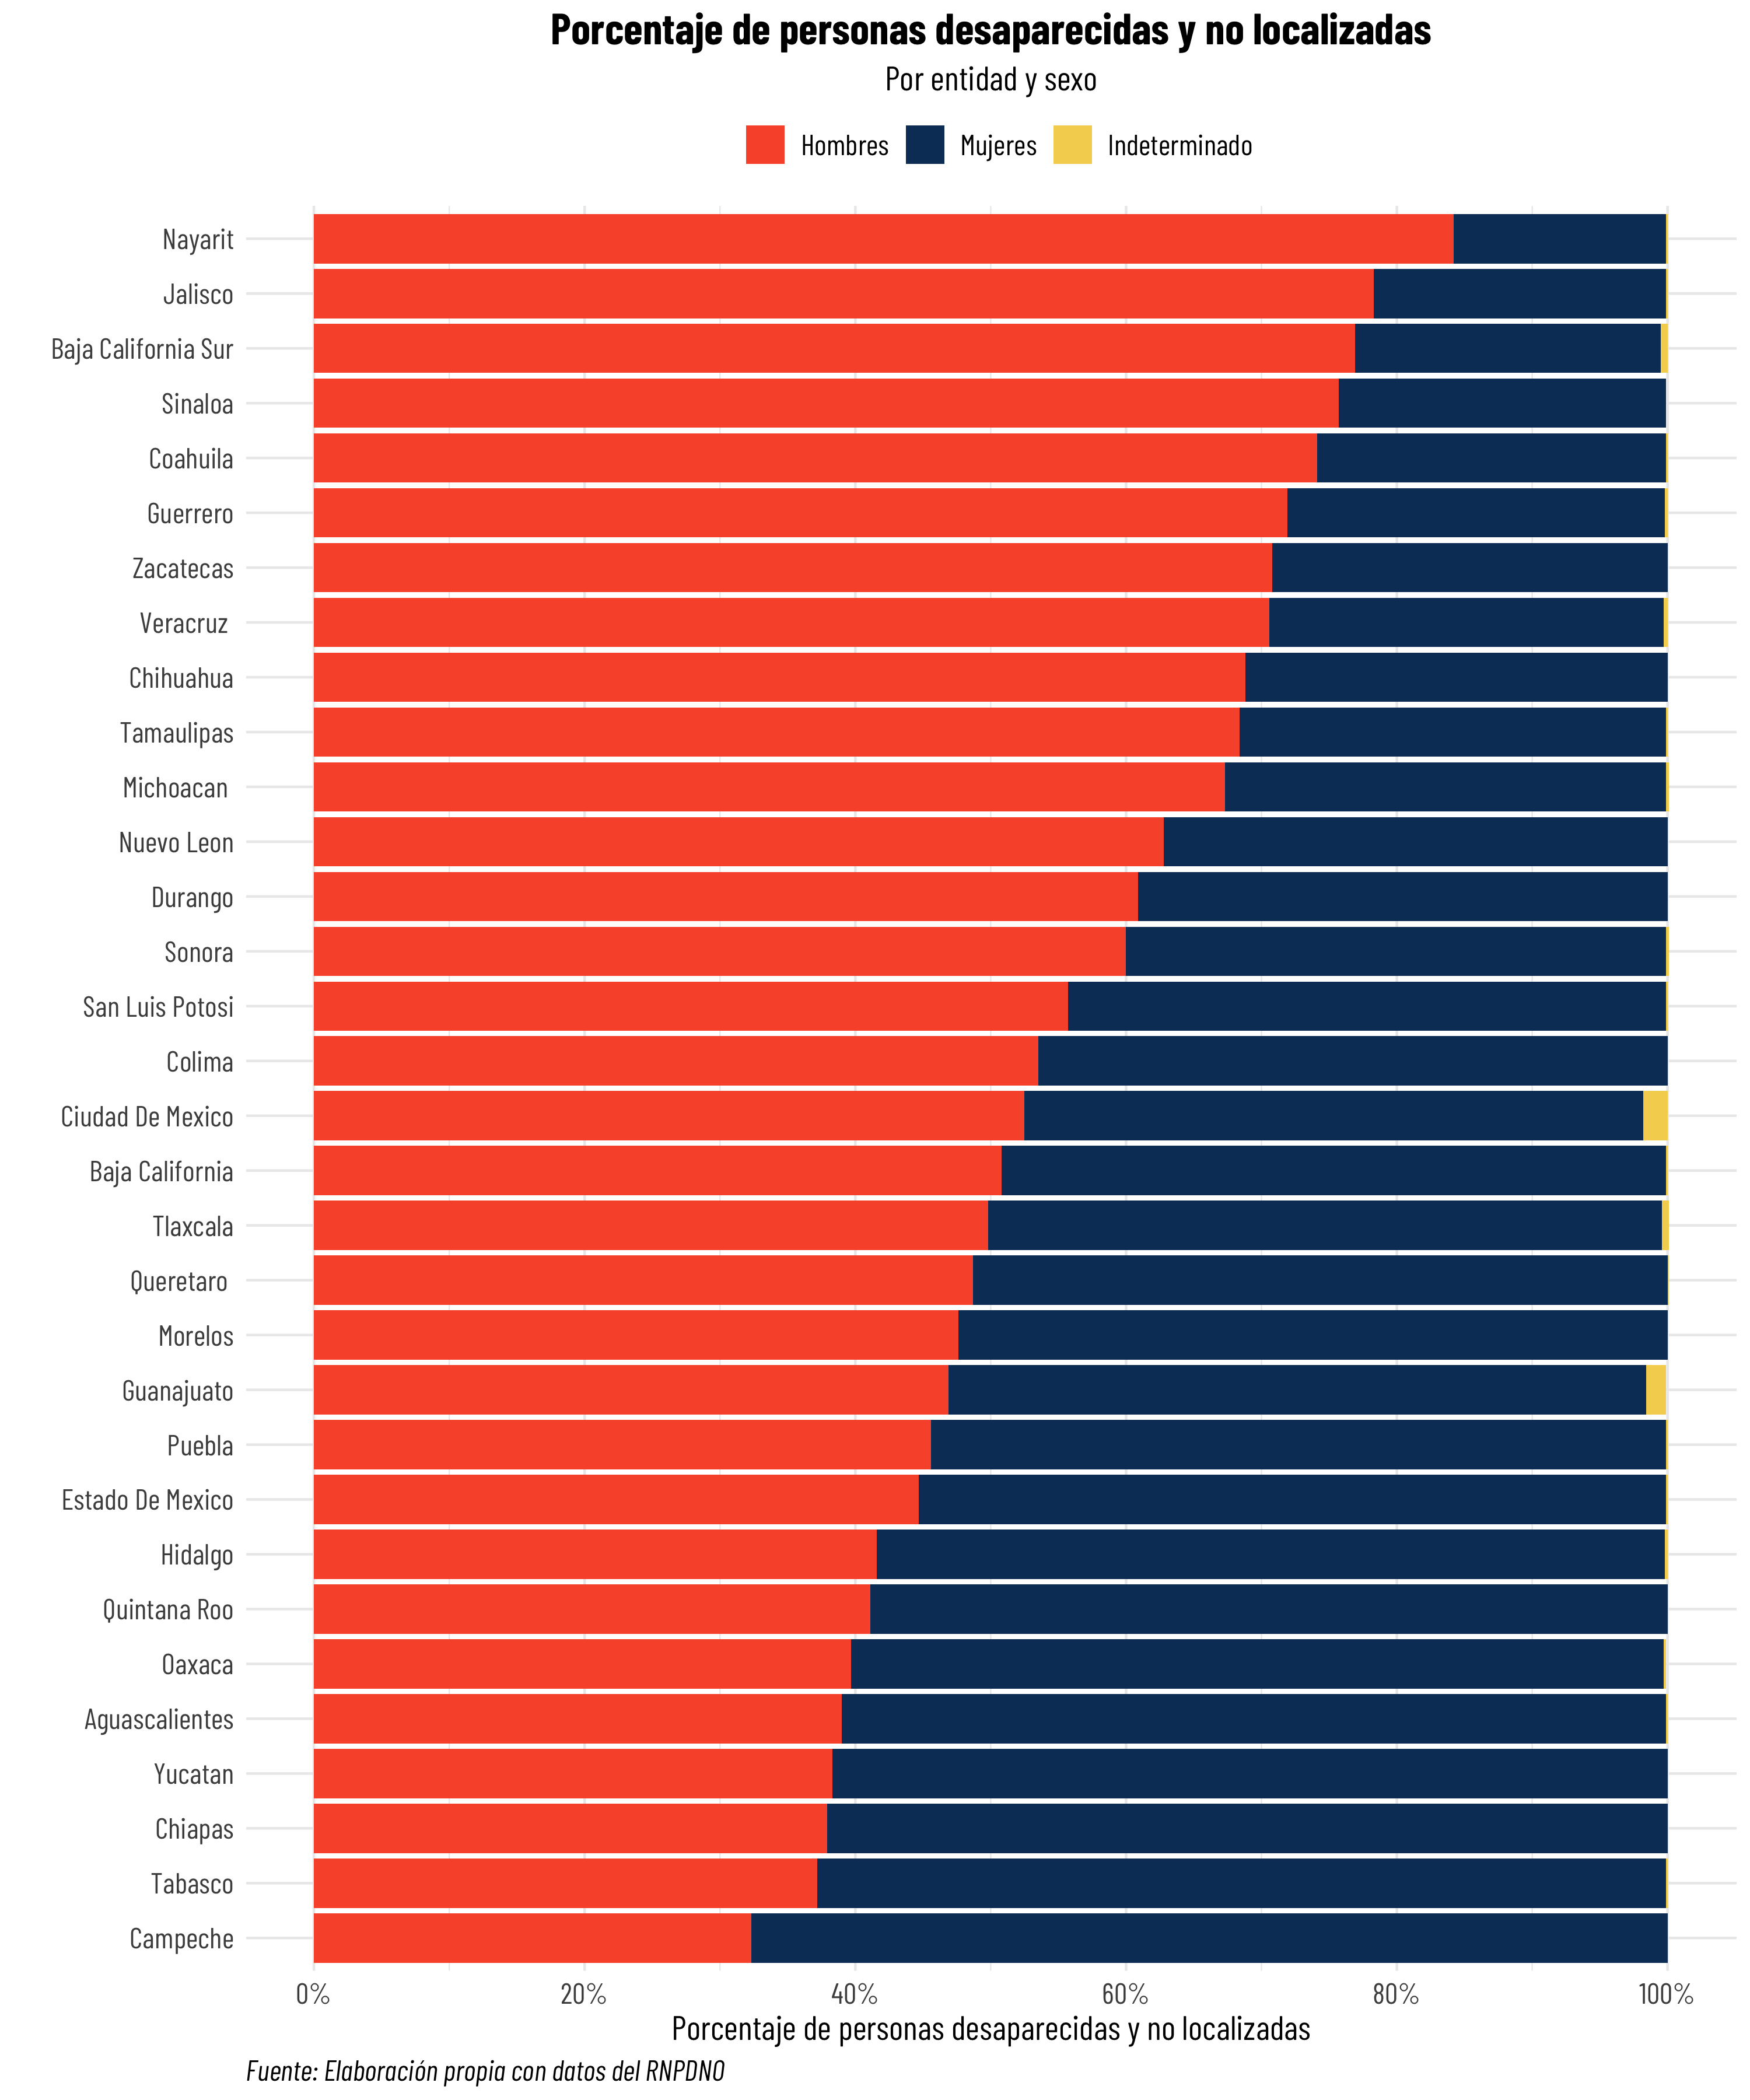 Porcentaje de personas desaparecidas y no localizadas
Por entidad y sexo
Hombres Mujeres Indeterminado
Nayarit
Jalisco
Baja California Sur
Sinaloa
Coahuila
Guerrero
Zacatecas
Veracruz
Chihuahua
Tamaulipas
Michoacan
Nuevo Leon
Durango
Sonora
San Luis Potosi
Colima
Ciudad De Mexico
Baja California
Tlaxcala
Queretaro
Morelos
Guanajuato
Puebla
Estado De Mexico
Hidalgo
Quintana Roo
Oaxaca
Aguascalientes
Yucatan
Chiapas
Tabasco
Campeche
0% 20% 40% 60% 80% 100%
Porcentaje de personas desaparecidas y no localizadas
Fuente: Elaboración propia con datos del RNPDNO